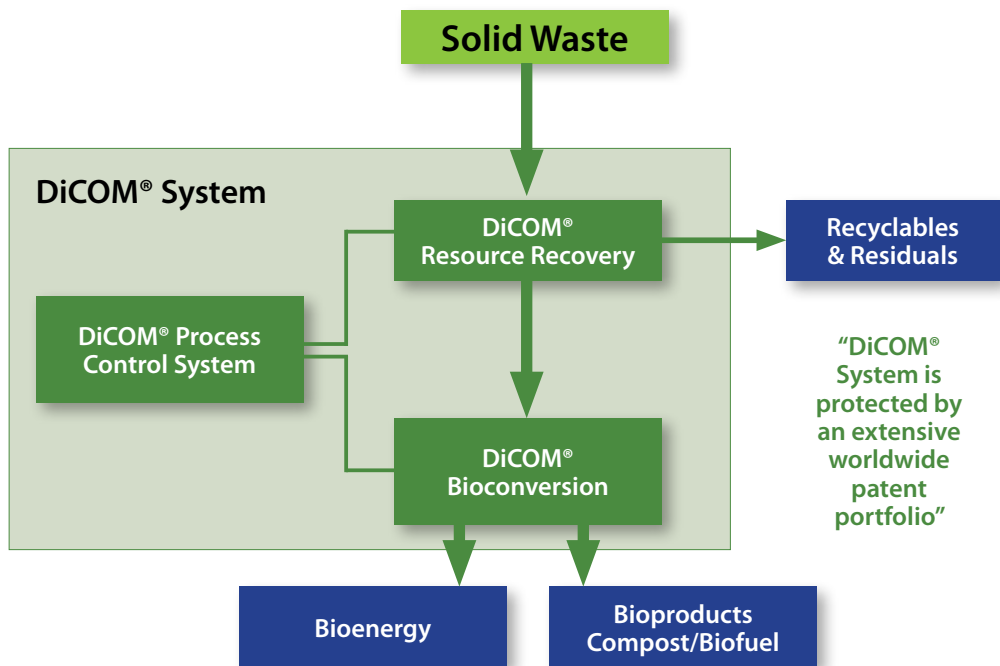 Solid Waste
DiCOM® System
DiCOM®
Resource Recovery
Recyclables
& Residuals
DiCOM® Process
Control System
“DiCOM®
System is
protected by
an extensive
worldwide
patent
portfolio”
DiCOM®
Bioconversion
Bioenergy
Bioproducts
Compost/Biofuel